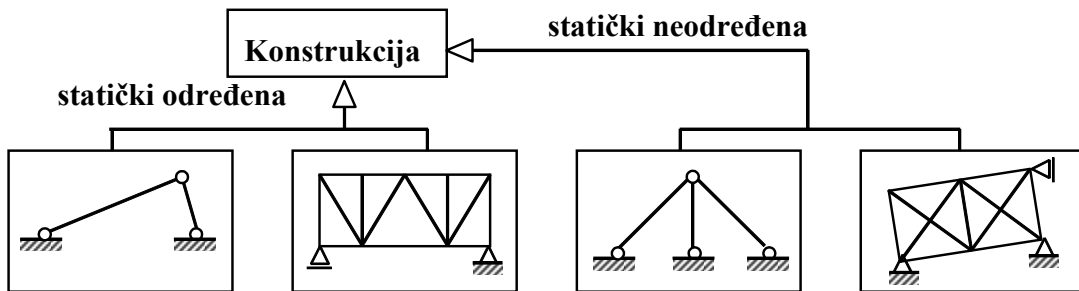 statički neodređena
Konstrukcija
statički određena